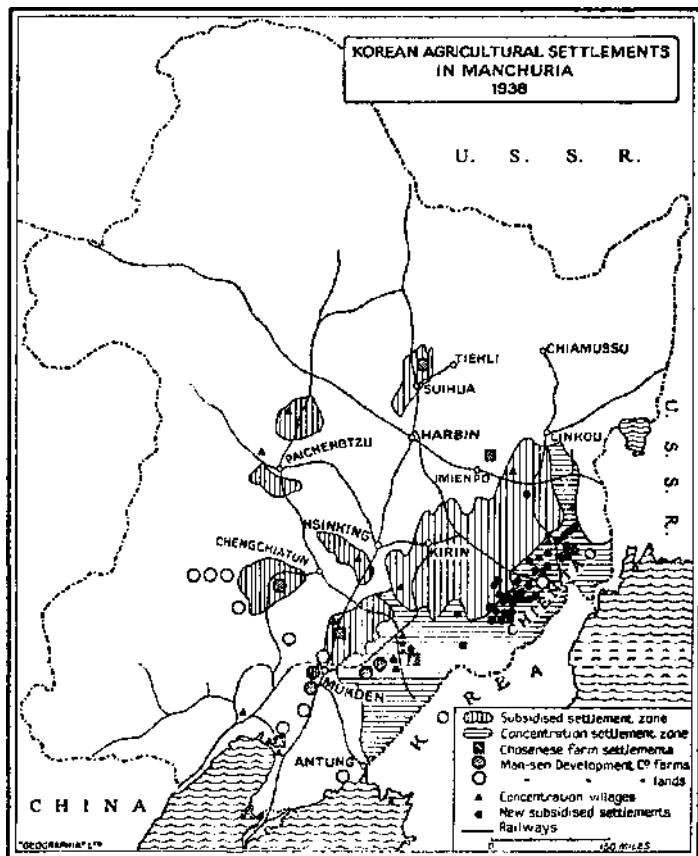 KOREAN AGRICULTURAL SETTLEMENTS
IN MANCHURIA
1938
U. S. S. R.
TIEHLI
CHIAMUSSU
SUIHUA
U. S. S. R.
HARBIN
LINKOU
PAICHENGTZU
IMIENPO
HSINKING
CHENGCHIATUN
KIRIN
CHIENTAO
MUKDEN
KOREA
ANTUNG
CHINA
Subsidised settlement zone
Concentration settlement zone
Chosenese farm settlements
Man-sen Development Co farms
" " " lands
Concentration villages
New subsidised settlements
Railways
0 150 MILES
"GEOGRAPHIA" LTD